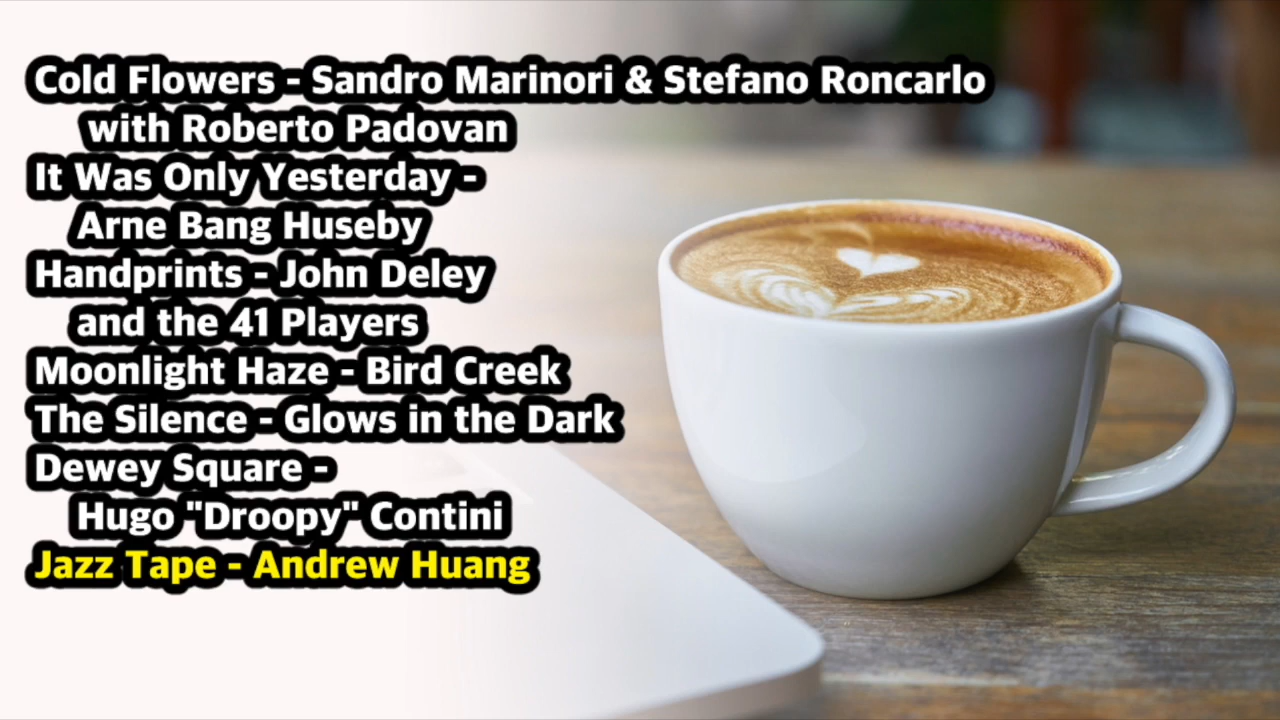 Cold Flowers - Sandro Marinori & Stefano Roncarlo
with Roberto Padovan
It Was Only Yesterday -
Arne Bang Huseby
Handprints - John Deley
and the 41 Players
Moonlight Haze - Bird Creek
The Silence - Glows in the Dark
Dewey Square -
Hugo "Droopy" Contini
Jazz Tape - Andrew Huang